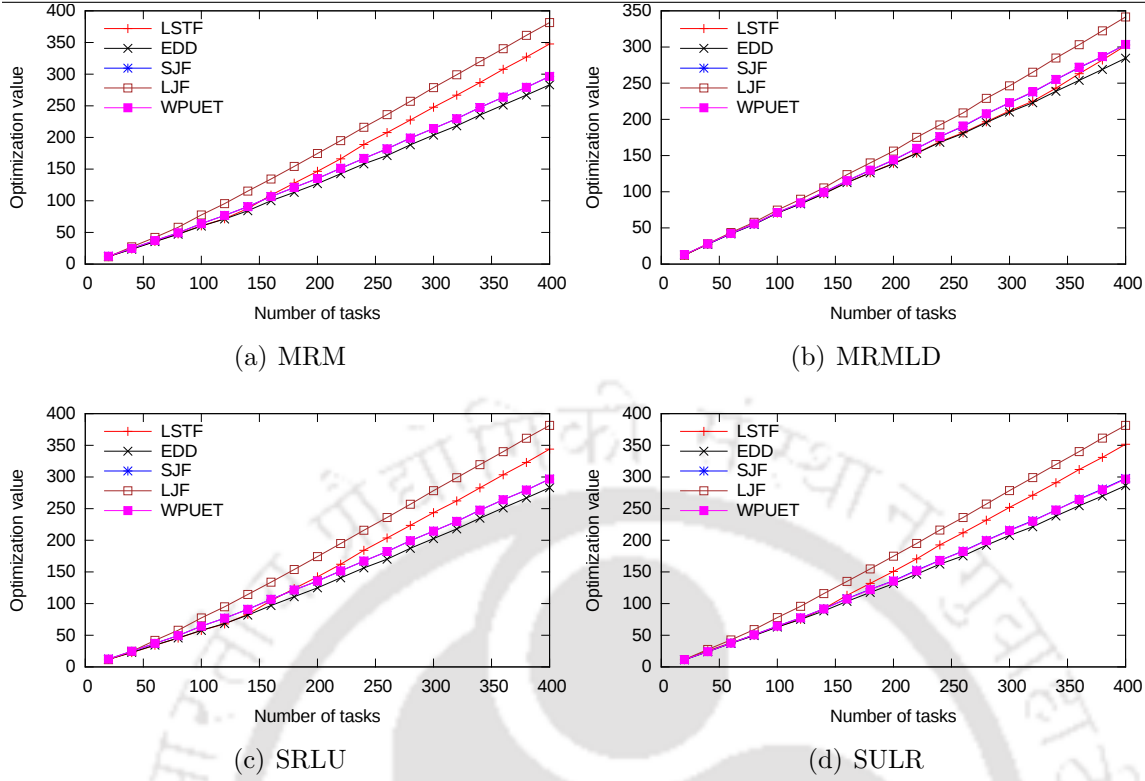 400
350
300
250
200
150
100
50
0
Optimization value
LSTF
EDD
SJF
LJF
WPUET
0 50 100 150 200 250 300 350 400
Number of tasks
(a) MRM
350
300
250
200
150
100
50
0
Optimization value
LSTF
EDD
SJF
LJF
WPUET
0 50 100 150 200 250 300 350 400
Number of tasks
(b) MRMLD
400
350
300
250
200
150
100
50
0
Optimization value
LSTF
EDD
SJF
LJF
WPUET
0 50 100 150 200 250 300 350 400
Number of tasks
(c) SRLU
400
350
300
250
200
150
100
50
0
Optimization value
LSTF
EDD
SJF
LJF
WPUET
0 50 100 150 200 250 300 350 400
Number of tasks
(d) SULR